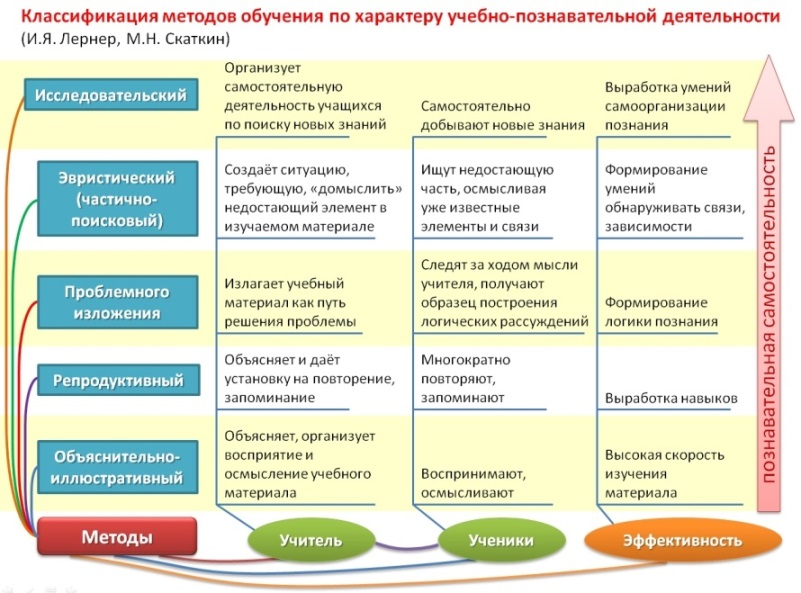 Классификация методов обучения по характеру учебно-познавательной деятельности
(И.Я. Лернер, М.Н. Скаткин)
Исследовательский
Организует
самостоятельную
деятельность учащихся
по поиску новых знаний
Самостоятельно
добывают новые знания
Выработка умений
самоорганизации
познания
Эвристический
(частично-
поисковый)
Создаёт ситуацию,
требующую, «домыслить»
недостающий элемент в
изучаемом материале
Ищут недостающую
часть, осмысливая
уже известные
элементы и связи
Формирование
умений
обнаруживать связи,
зависимости
Проблемного
изложения
Излагает учебный
материал как путь
решения проблемы
Следят за ходом мысли
учителя, получают
образец построения
логических рассуждений
Формирование
логики познания
Репродуктивный
Объясняет и даёт
установку на повторение,
запоминание
Многократно
повторяют,
запоминают
Выработка навыков
Объяснительно-
иллюстративный
Объясняет, организует
восприятие и
осмысление учебного
материала
Воспринимают,
осмысливают
Высокая скорость
изучения
материала
познавательная самостоятельность
Методы
Учитель
Ученики
Эффективность